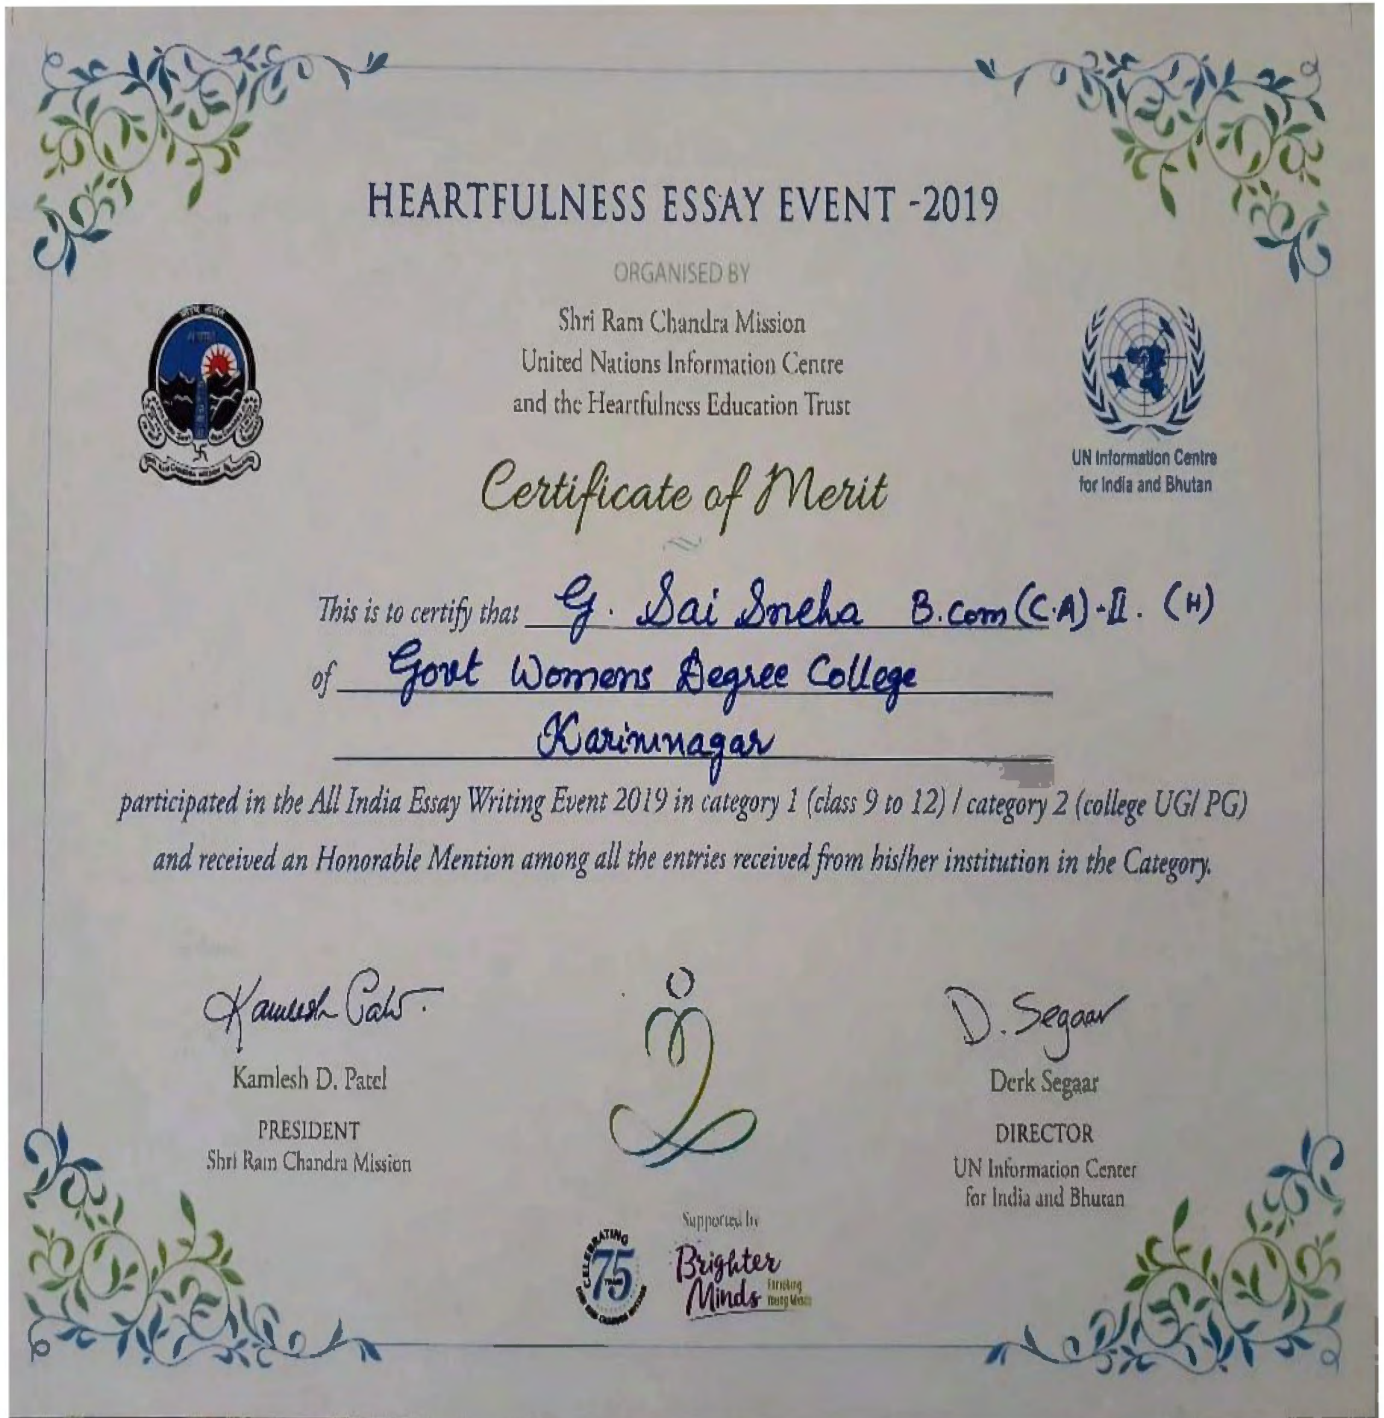 HEARTFULNESS ESSAY EVENT -2019
ORGANISED BY
Shri Ram Chandra Mission
United Nations Information Centre
and the Heartfulness Education Trust
UN Information Centre
for India and Bhutan
Certificate of Merit
This is to certify that G. Sai Sneha B.com (C.A)-II. (H)
of Govt Womens Degree College
Karimnagar
participated in the All India Essay Writing Event 2019 in category 1 (class 9 to 12) / category 2 (college UG/ PG)
and received an Honorable Mention among all the entries received from his/her institution in the Category.
D. Segaar
Kamlesh D. Patel
Derk Segaar
PRESIDENT
DIRECTOR
Shri Ram Chandra Mission
UN Information Center
for India and Bhutan
Supported by
CELEBRATING
75
YEARS
Brighter
Minds